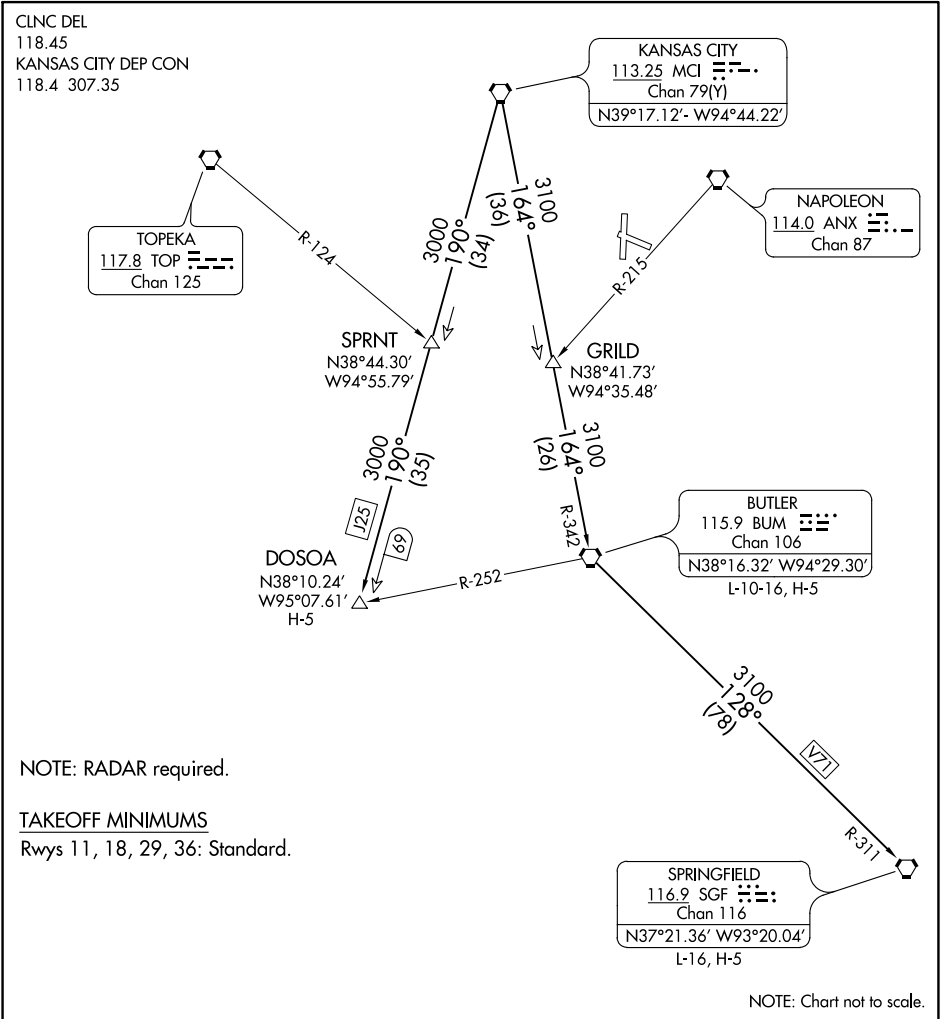 CLNC DEL
118.45
KANSAS CITY DEP CON
118.4 307.35
KANSAS CITY
113.25 MCI
Chan 79(Y)
N39°17.12'- W94°44.22'
TOPEKA
117.8 TOP
Chan 125
NAPOLEON
114.0 ANX
Chan 87
R-124
3000
190°
(34)
3100
164°
(36)
R-215
SPRNT
N38°44.30'
W94°55.79'
GRILD
N38°41.73'
W94°35.48'
3000
190°
(35)
3100
164°
(26)
J25
69
R-342
BUTLER
115.9 BUM
Chan 106
N38°16.32' W94°29.30'
L-10-16, H-5
DOSOA
N38°10.24'
W95°07.61'
H-5
R-252
3100
128°
(78)
V71
R-311
NOTE: RADAR required.
TAKEOFF MINIMUMS
Rwys 11, 18, 29, 36: Standard.
SPRINGFIELD
116.9 SGF
Chan 116
N37°21.36' W93°20.04'
L-16, H-5
NOTE: Chart not to scale.